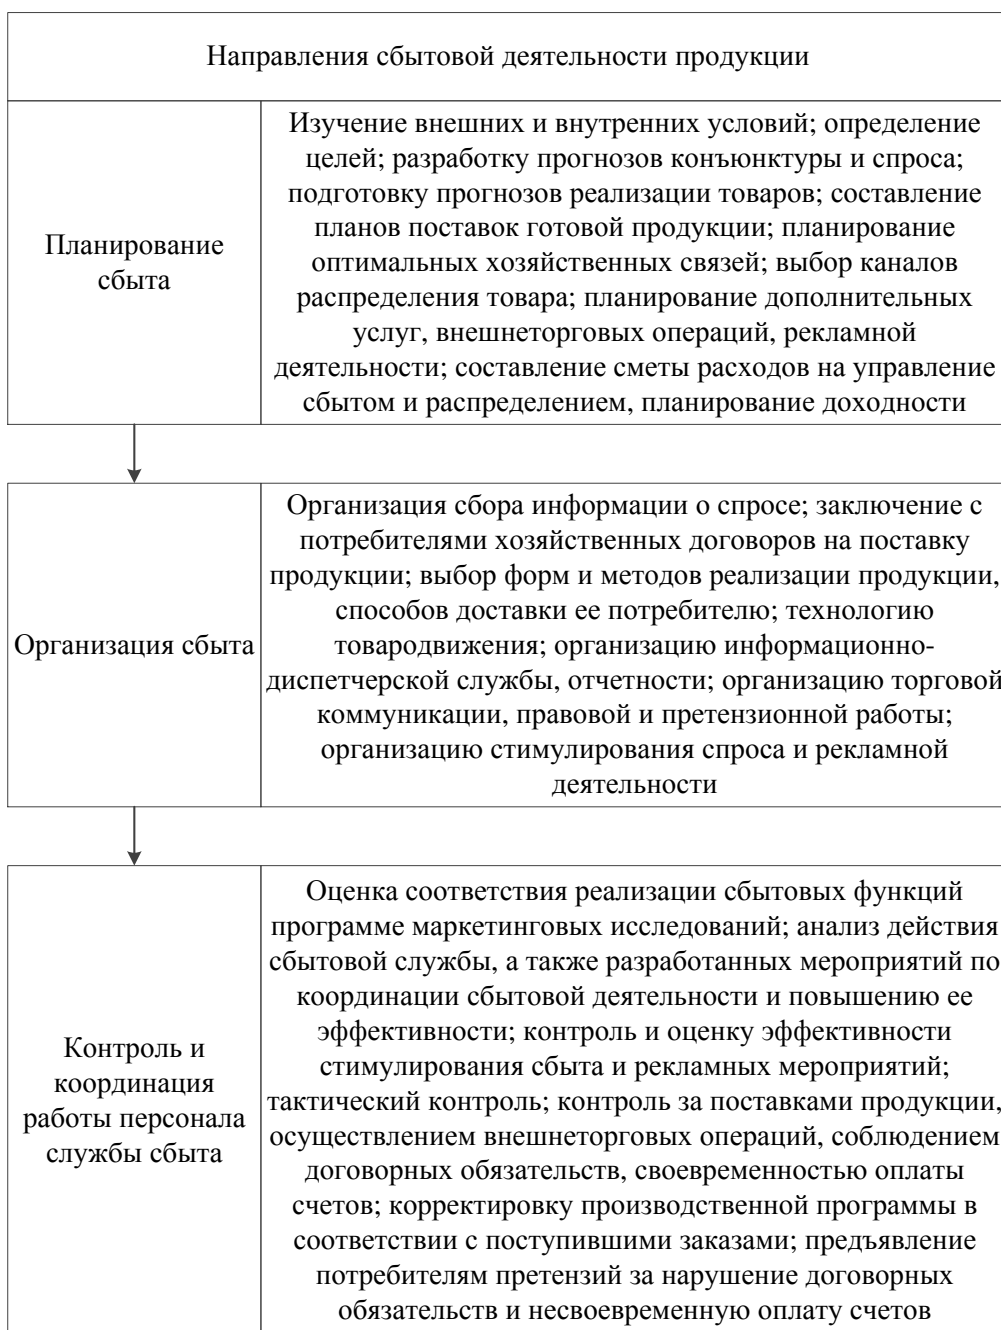 Направления сбытовой деятельности продукции
Планирование
сбыта
Изучение внешних и внутренних условий; определение
целей; разработку прогнозов конъюнктуры и спроса;
подготовку прогнозов реализации товаров; составление
планов поставок готовой продукции; планирование
оптимальных хозяйственных связей; выбор каналов
распределения товара; планирование дополнительных
услуг, внешнеторговых операций, рекламной
деятельности; составление сметы расходов на управление
сбытом и распределением, планирование доходности
Организация сбыта
Организация сбора информации о спросе; заключение с
потребителями хозяйственных договоров на поставку
продукции; выбор форм и методов реализации продукции,
способов доставки ее потребителю; технологию
товародвижения; организацию информационно-
диспетчерской службы, отчетности; организацию торговой
коммуникации, правовой и претензионной работы;
организацию стимулирования спроса и рекламной
деятельности
Контроль и
координация
работы персонала
службы сбыта
Оценка соответствия реализации сбытовых функций
программе маркетинговых исследований; анализ действия
сбытовой службы, а также разработанных мероприятий по
координации сбытовой деятельности и повышению ее
эффективности; контроль и оценку эффективности
стимулирования сбыта и рекламных мероприятий;
тактический контроль; контроль за поставками продукции,
осуществлением внешнеторговых операций, соблюдением
договорных обязательств, своевременностью оплаты
счетов; корректировку производственной программы в
соответствии с поступившими заказами; предъявление
потребителям претензий за нарушение договорных
обязательств и несвоевременную оплату счетов